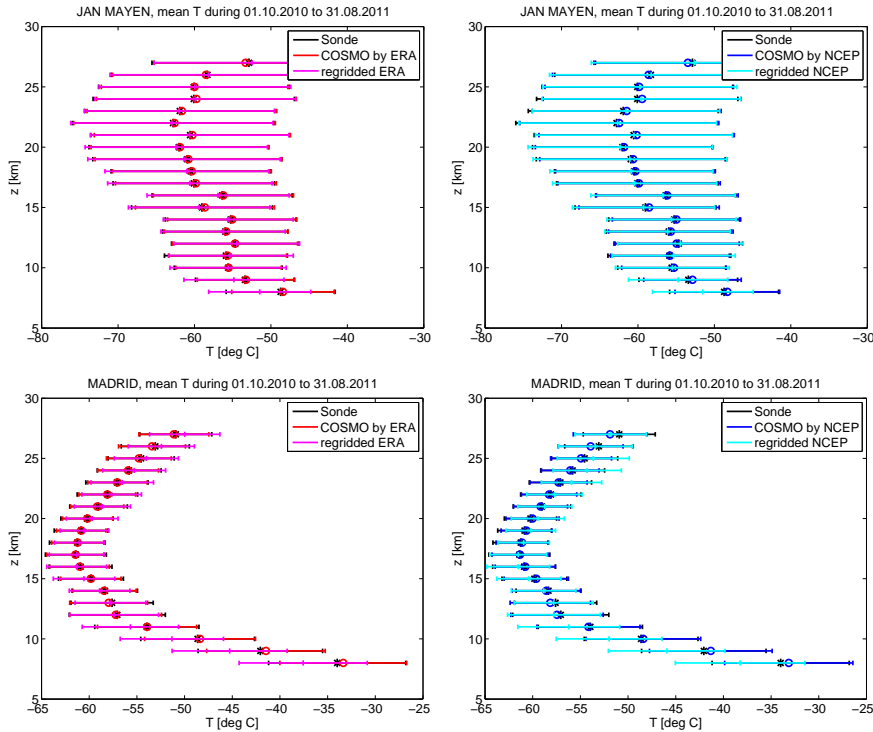 JAN MAYEN, mean T during 01.10.2010 to 31.08.2011
30
25
20
15
10
5
z [km]
−80 −70 −60 −50 −40 −30
T [deg C]
Sonde
COSMO by ERA
regridded ERA
JAN MAYEN, mean T during 01.10.2010 to 31.08.2011
30
25
20
15
10
5
z [km]
−80 −70 −60 −50 −40 −30
T [deg C]
Sonde
COSMO by NCEP
regridded NCEP
MADRID, mean T during 01.10.2010 to 31.08.2011
30
25
20
15
10
5
z [km]
−65 −60 −55 −50 −45 −40 −35 −30 −25
T [deg C]
Sonde
COSMO by ERA
regridded ERA
MADRID, mean T during 01.10.2010 to 31.08.2011
30
25
20
15
10
5
z [km]
−65 −60 −55 −50 −45 −40 −35 −30 −25
T [deg C]
Sonde
COSMO by NCEP
regridded NCEP